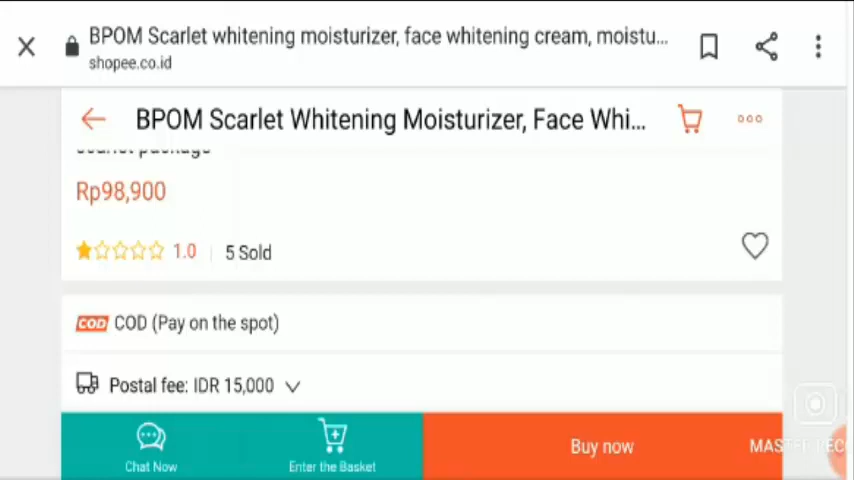 BPOM Scarlet whitening moisturizer, face whitening cream, moistu...
shopee.co.id
BPOM Scarlet Whitening Moisturizer, Face Whi...
scarlet package
Rp98,900
1.0
5 Sold
COD COD (Pay on the spot)
Postal fee: IDR 15,000
Chat Now
Enter the Basket
Buy now